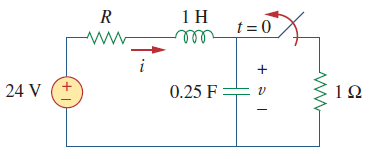 R
1 H
t = 0
i
24 V
+
−
0.25 F
+
v
−
1 Ω